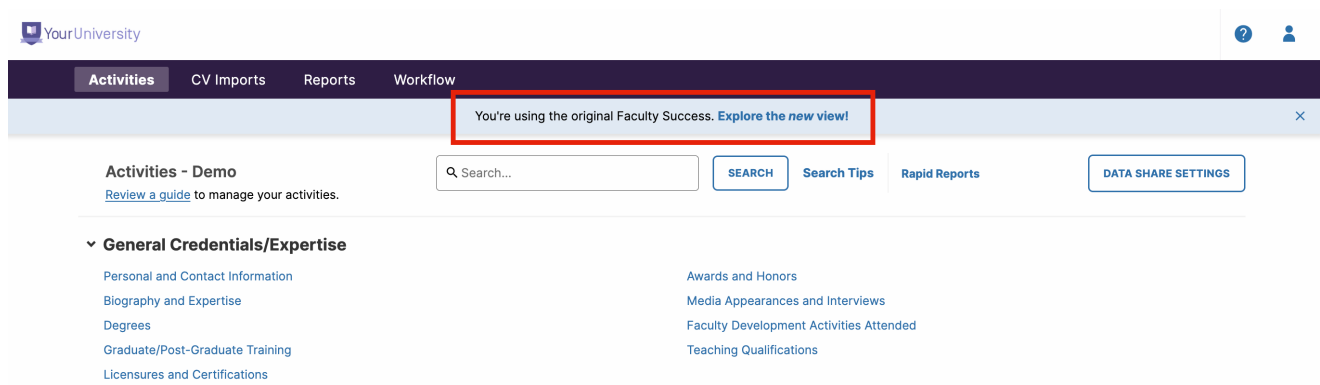 YourUniversity
?
Activities CV Imports Reports Workflow
You're using the original Faculty Success. Explore the new view!
Activities - Demo
Review a guide to manage your activities.
Search...
SEARCH
Search Tips
Rapid Reports
DATA SHARE SETTINGS
General Credentials/Expertise
Personal and Contact Information
Biography and Expertise
Degrees
Graduate/Post-Graduate Training
Licensures and Certifications
Awards and Honors
Media Appearances and Interviews
Faculty Development Activities Attended
Teaching Qualifications